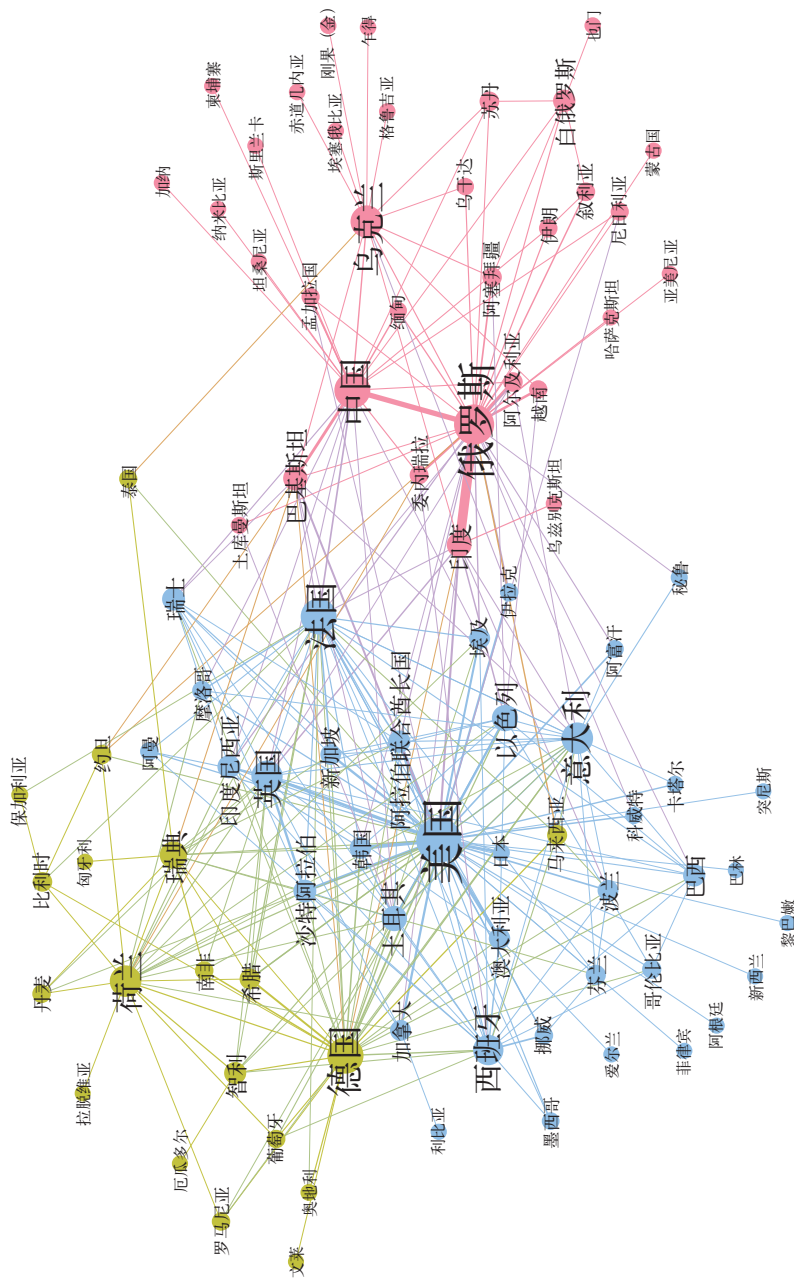 保加利亚
丹麦
比利时
拉脱维亚
匈牙利
约旦
荷兰
泰国
阿曼
加纳
瑞典
瑞士
厄瓜多尔
摩洛哥
南非
柬埔寨
纳米比亚
罗马尼亚
印度尼西亚
智利
土库曼斯坦
希腊
斯里兰卡
坦桑尼亚
英国
葡萄牙
文莱
巴基斯坦
赤道几内亚
沙特阿拉伯
奥地利
孟加拉国
法国
刚果（金）
新加坡
埃塞俄比亚
德国
中国
韩国
乌克兰
乍得
格鲁吉亚
土耳其
缅甸
加拿大
阿拉伯联合酋长国
委内瑞拉
利比亚
美国
印度
乌干达
俄罗斯
埃及
西班牙
苏丹
阿塞拜疆
澳大利亚
日本
以色列
伊拉克
阿尔及利亚
越南
挪威
伊朗
墨西哥
乌兹别克斯坦
马来西亚
白俄罗斯
意大利
叙利亚
也门
芬兰
波兰
哈萨克斯坦
爱尔兰
阿富汗
尼日利亚
科威特
哥伦比亚
蒙古国
亚美尼亚
卡塔尔
秘鲁
菲律宾
巴西
阿根廷
巴林
新西兰
突尼斯
黎巴嫩